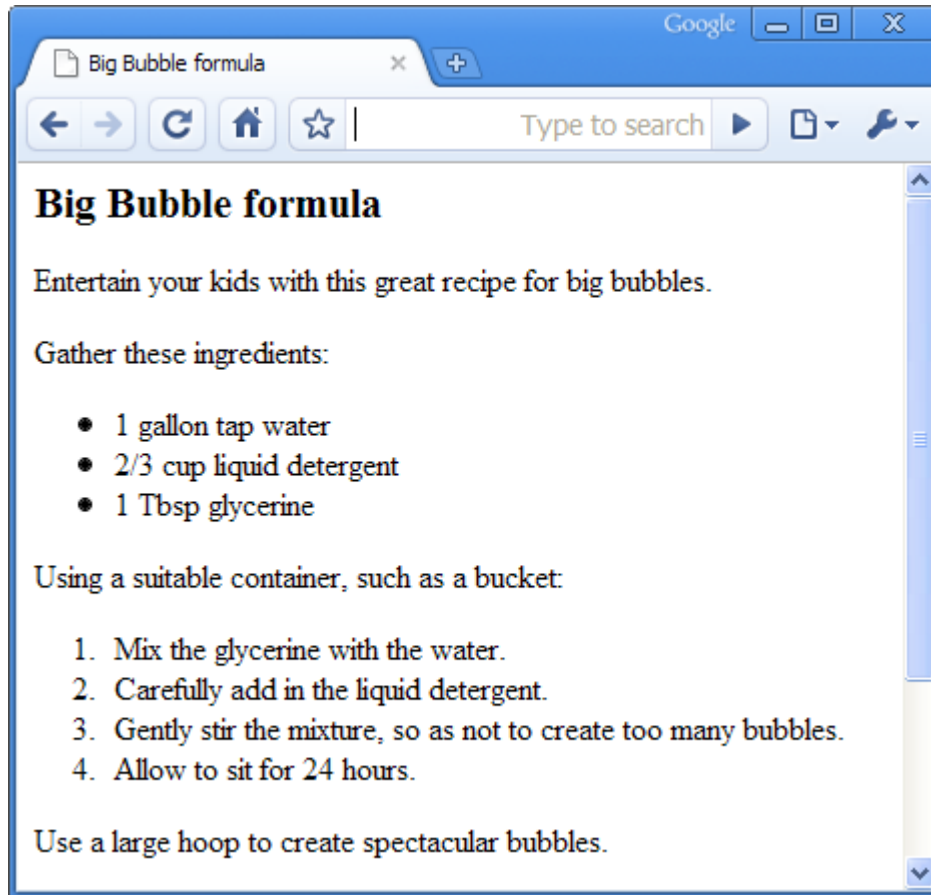 Google
Big Bubble formula
Type to search
Big Bubble formula
Entertain your kids with this great recipe for big bubbles.
Gather these ingredients:
1 gallon tap water
2/3 cup liquid detergent
1 Tbsp glycerine
Using a suitable container, such as a bucket:
1. Mix the glycerine with the water.
2. Carefully add in the liquid detergent.
3. Gently stir the mixture, so as not to create too many bubbles.
4. Allow to sit for 24 hours.
Use a large hoop to create spectacular bubbles.